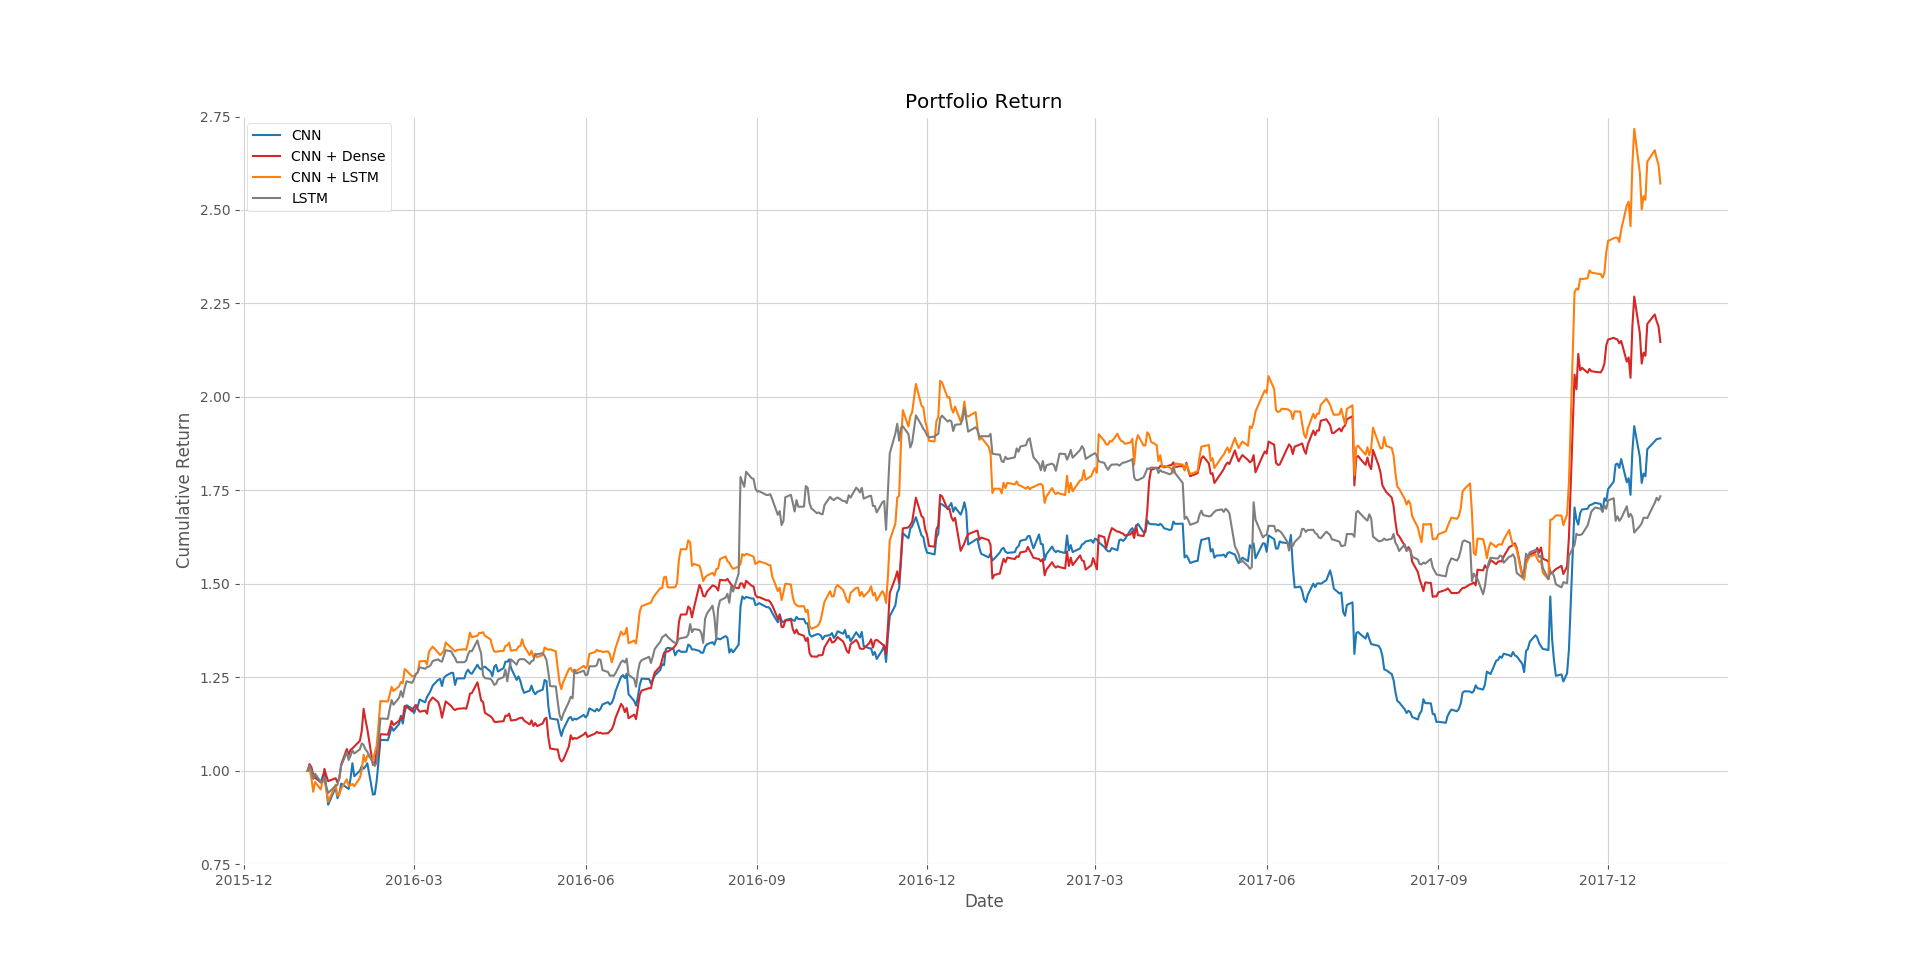 Portfolio Return
2.75
CNN
CNN + Dense
CNN + LSTM
LSTM
2.50
2.25
2.00
1.75
1.50
1.25
1.00
0.75
Cumulative Return
2015-12
2016-03
2016-06
2016-09
2016-12
2017-03
2017-06
2017-09
2017-12
Date